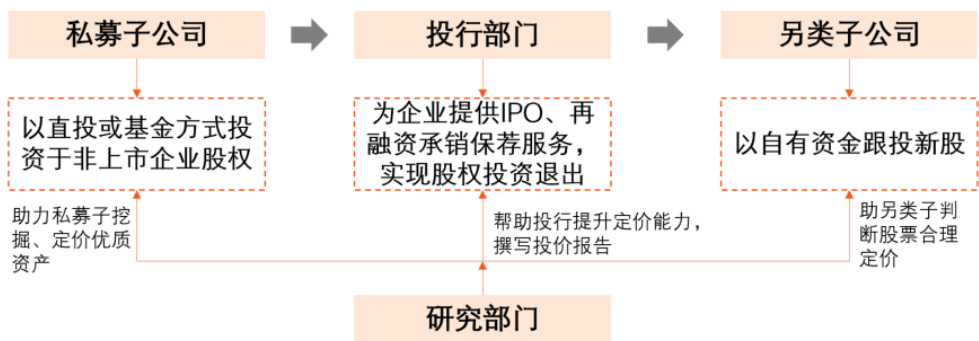 私募子公司
投行部门
另类子公司
以直投或基金方式投
资于非上市企业股权
为企业提供IPO、再
融资承销保荐服务，
实现股权投资退出
以自有资金跟投新股
助力私募子挖
掘、定价优质
资产
帮助投行提升定价能力，
撰写投价报告
助另类子判
断股票合理
定价
研究部门